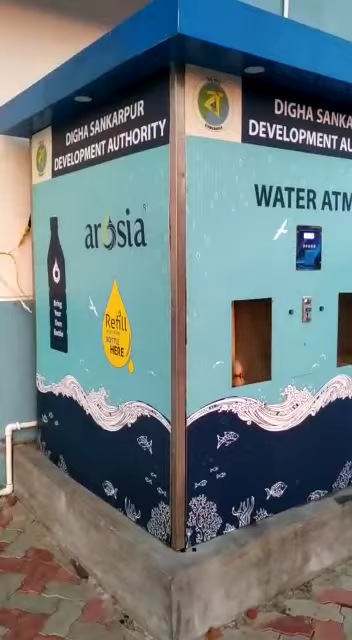 DIGHA SANKARPUR
DEVELOPMENT AUTHORITY
arosia
Bring
Your
Own
Bottle
Refill
BOTTLE
HERE
DIGHA SANKA
DEVELOPMENT AU
WATER ATM